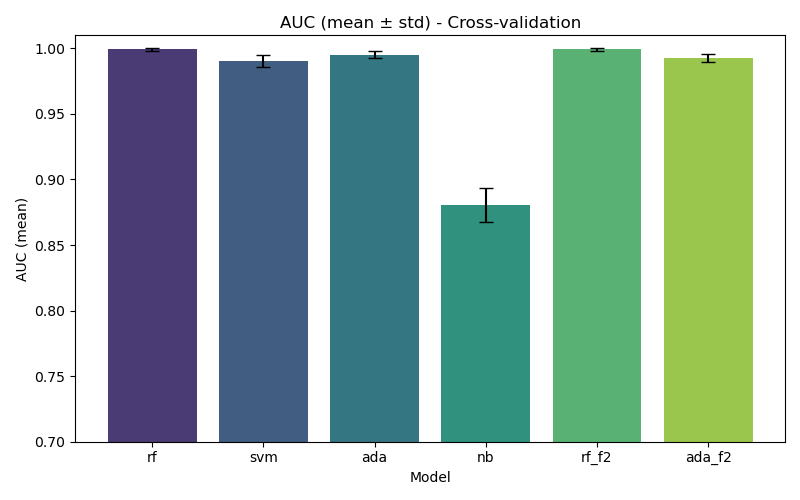 AUC (mean ± std) - Cross-validation
AUC (mean)
1.00
0.95
0.90
0.85
0.80
0.75
0.70
rf svm ada nb rf_f2 ada_f2
Model